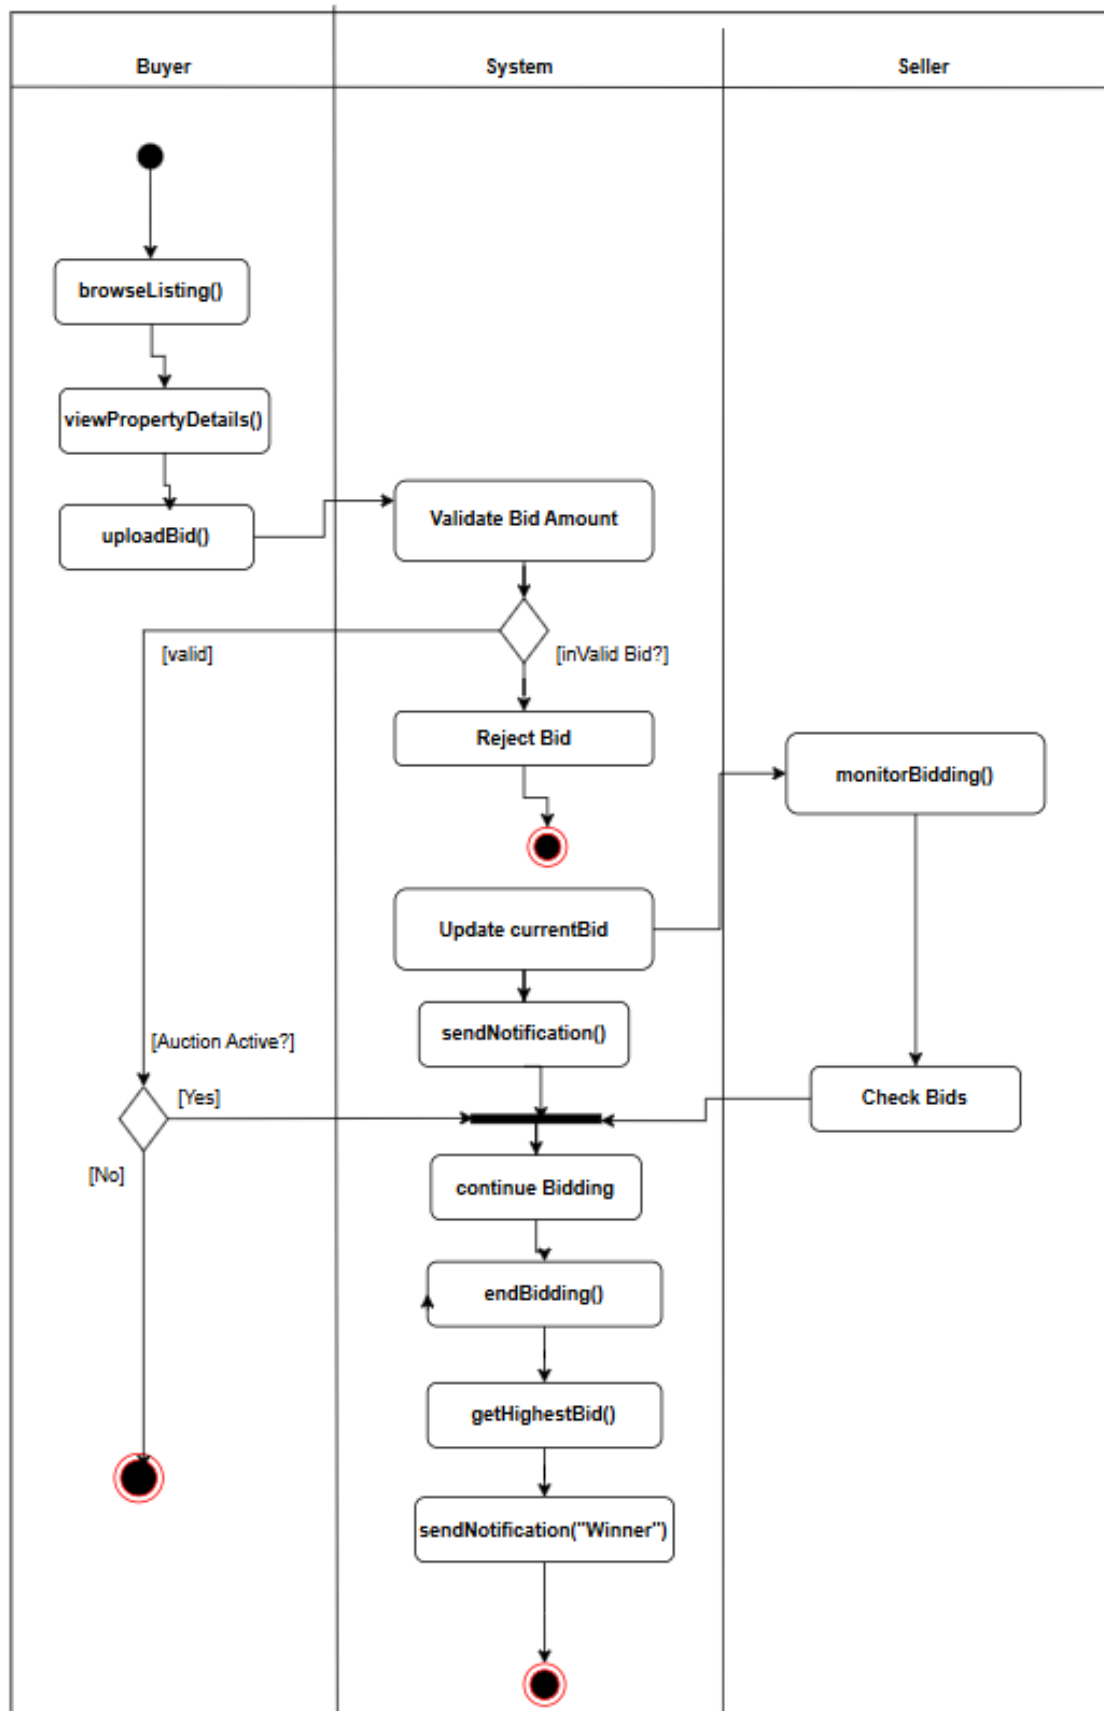 Buyer
System
Seller
browseListing()
viewPropertyDetails()
uploadBid()
Validate Bid Amount
[valid]
[inValid Bid?]
Reject Bid
monitorBidding()
Update currentBid
sendNotification()
[Auction Active?]
[Yes]
Check Bids
[No]
continue Bidding
endBidding()
getHighestBid()
sendNotification("Winner")